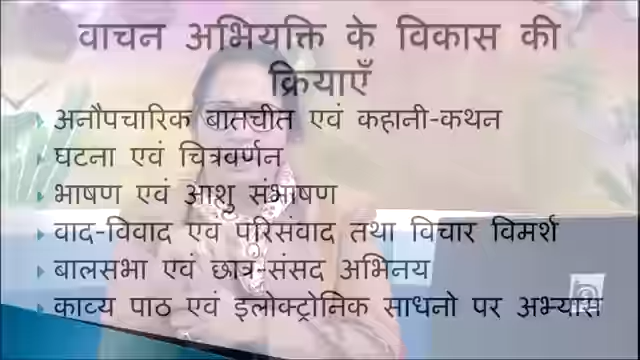 वाचन अभियक्ति के विकास की
क्रियाएँ
अनौपचारिक बातचीत एवं कहानी-कथन
घटना एवं चित्रवर्णन
भाषण एवं आशु संभाषण
वाद-विवाद एवं परिसंवाद तथा विचार विमर्श
बालसभा एवं छात्र-संसद अभिनय
काव्य पाठ एवं इलोक्ट्रोनिक साधनो पर अभ्यास